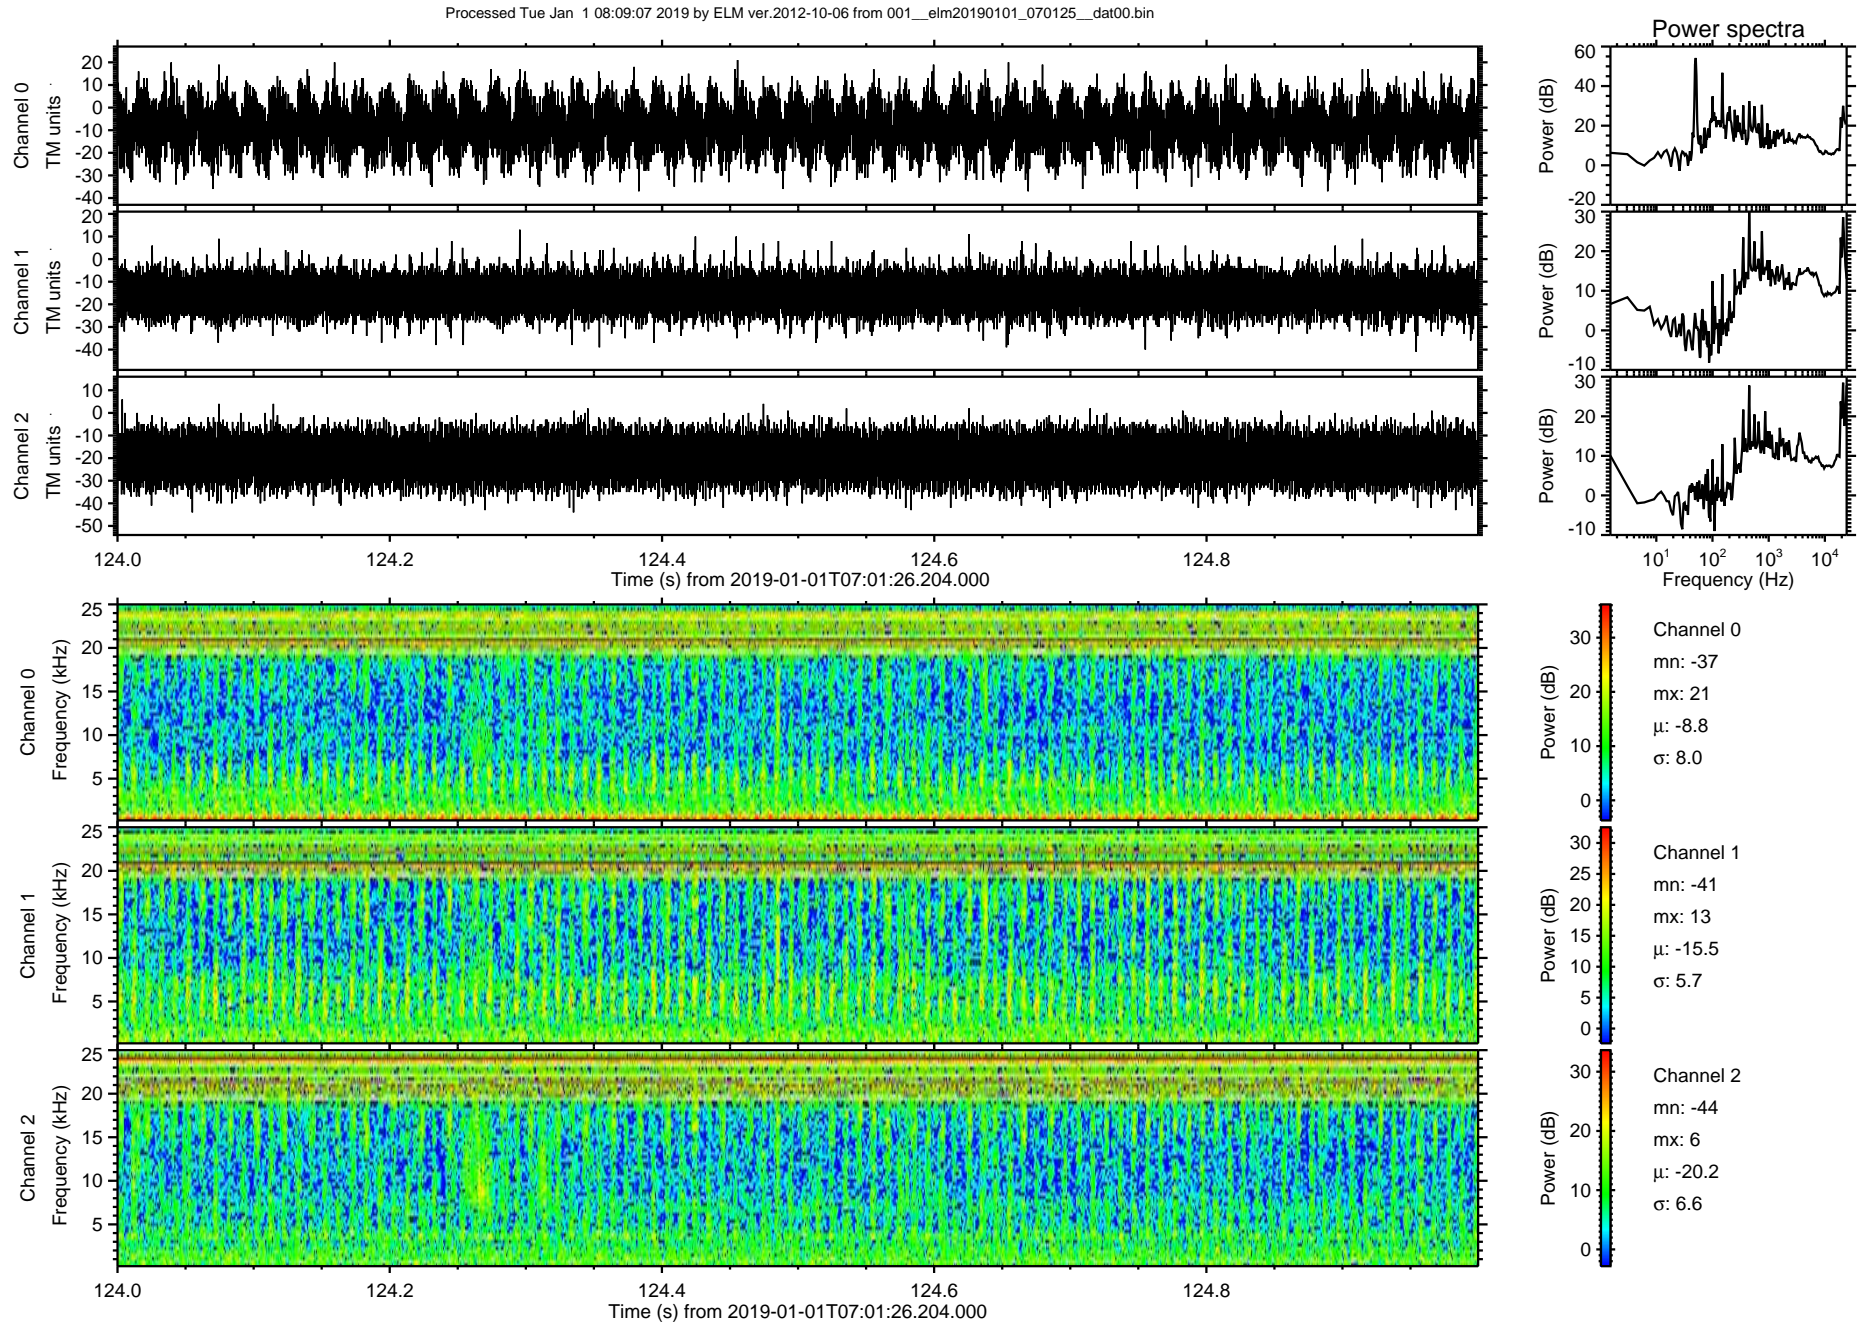 Processed Tue Jan  1 08:09:07 2019 by ELM ver.2012-10-06 from 001__elm20190101_070125__dat00.bin
Power spectra
Channel 0
TM units
20
10
0
-10
-20
-30
-40
Power (dB)
60
40
20
0
-20
Channel 1
TM units
20
10
0
-10
-20
-30
-40
Power (dB)
30
20
10
0
-10
Channel 2
TM units
10
0
-10
-20
-30
-40
-50
Power (dB)
30
20
10
0
-10
124.0 124.2 124.4 124.6 124.8
Time (s) from 2019-01-01T07:01:26.204.000
10¹ 10² 10³ 10⁴
Frequency (Hz)
Channel 0
Frequency (kHz)
25
20
15
10
5
Power (dB)
30
20
10
0
Channel 0
mn: -37
mx: 21
μ: -8.8
σ: 8.0
Channel 1
Frequency (kHz)
25
20
15
10
5
Power (dB)
30
25
20
15
10
5
0
Channel 1
mn: -41
mx: 13
μ: -15.5
σ: 5.7
Channel 2
Frequency (kHz)
25
20
15
10
5
Power (dB)
30
20
10
0
Channel 2
mn: -44
mx: 6
μ: -20.2
σ: 6.6
124.0 124.2 124.4 124.6 124.8
Time (s) from 2019-01-01T07:01:26.204.000